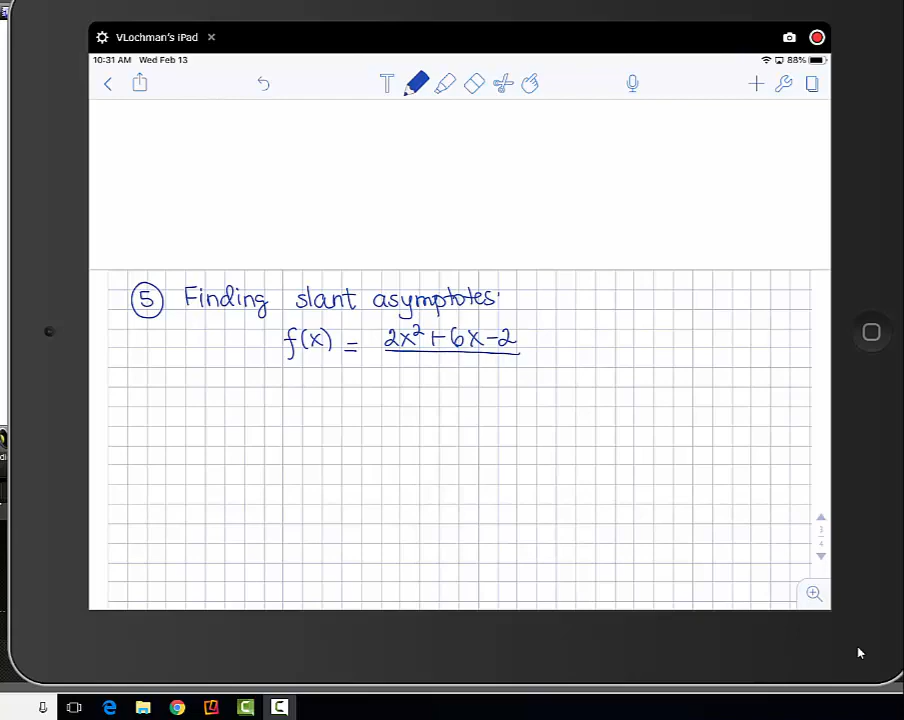 VLochman's iPad ×
10:31 AM Wed Feb 13
88%
T
5 Finding slant asymptotes:
f(x) = 2x² + 6x - 2